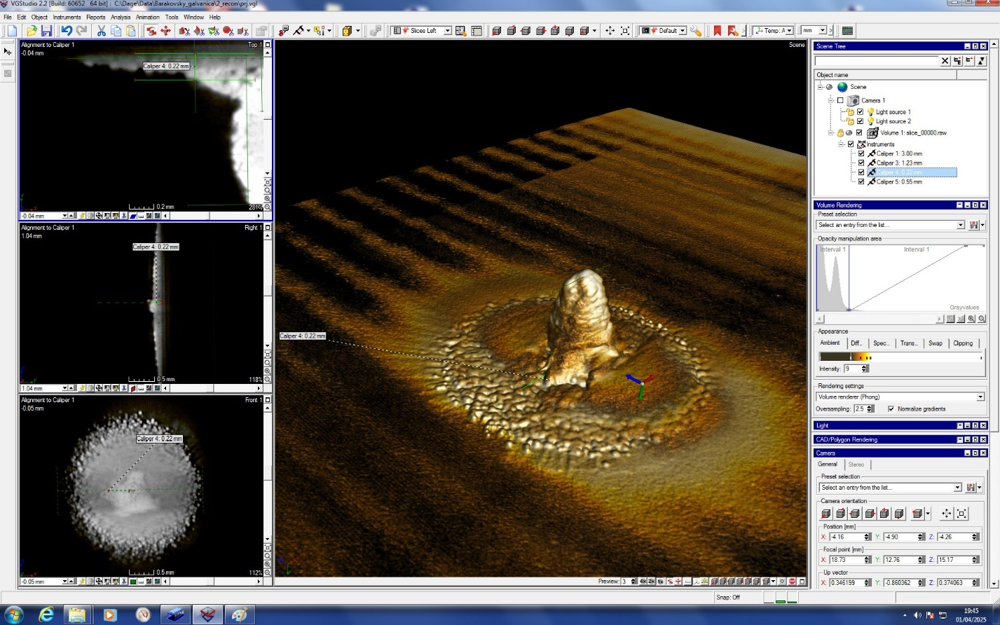 VGStudio 2.2 [Build: 60652 64 bit] : C:\Dage\Data\Barakovsky_galvanica\2_recon\prj.vgl
File Edit Object Instruments Reports Analysis Animation Tools Window Help
Slices Left
Default
Temp: A
mm
Alignment to Caliper 1
Top 1
-0.04 mm
Caliper 4: 0.22 mm
0.2 mm
281%
-0.04 mm
Alignment to Caliper 1
Right 1
1.04 mm
Caliper 4: 0.22 mm
0.5 mm
118%
1.04 mm
Alignment to Caliper 1
Front 1
-0.05 mm
Caliper 4: 0.22 mm
0.5 mm
112%
-0.05 mm
Scene
Caliper 4: 0.22 mm
Preview: 3
4x 2x 1x
Scene Tree
Object name
Scene
Camera 1
Light source 1
Light source 2
Volume 1: slice_00000.raw
Instruments
Caliper 1: 3.00 mm
Caliper 3: 1.23 mm
Caliper 4: 0.22 mm
Caliper 5: 0.55 mm
Volume Rendering
Preset selection
Select an entry from the list...
Opacity manipulation area
Interval 1
Interval 1
Grayvalues
Appearance
Ambient Diff.. Spec... Trans.. Swap Clipping
Intensity: 9
Rendering settings
Volume renderer (Phong)
Oversampling: 2.5 Normalize gradients
Light
CAD/Polygon Rendering
Camera
General Stereo
Preset selection
Select an entry from the list...
Camera orientation
Position [mm]
X: -4.16 Y: -4.90 Z: -4.26
Focal point [mm]
X: 18.73 Y: 12.76 Z: 15.17
Up vector
X: 0.346199 Y: -0.860362 Z: 0.374063
Snap: Off
19:45
01/04/2025